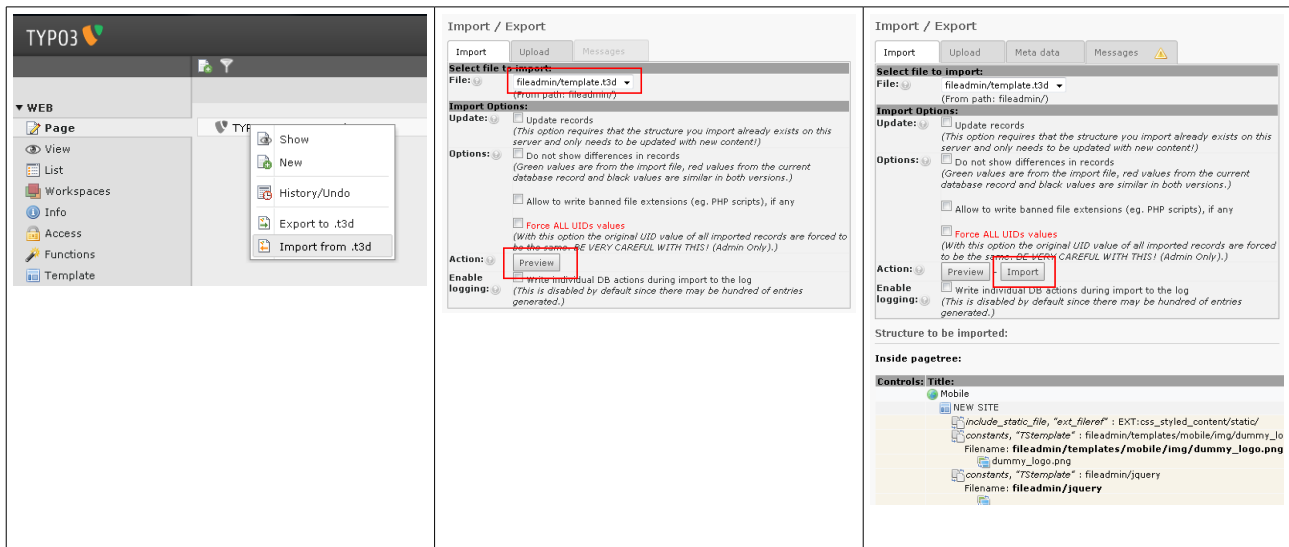 TYPO3
WEB
Page
View
List
Workspaces
Info
Access
Functions
Template
TYP
Show
New
History/Undo
Export to .t3d
Import from .t3d
Import / Export
Import Upload Messages
Select file to import:
File: fileadmin/template.t3d
(From path: fileadmin/)
Import Options:
Update: Update records
(This option requires that the structure you import already exists on this
server and only needs to be updated with new content!)
Options: Do not show differences in records
(Green values are from the import file, red values from the current
database record and black values are similar in both versions.)
Allow to write banned file extensions (eg. PHP scripts), if any
Force ALL UIDs values
(With this option the original UID value of all imported records are forced to
be the same. BE VERY CAREFUL WITH THIS! (Admin Only).)
Action: Preview
Enable Write individual DB actions during import to the log
logging: (This is disabled by default since there may be hundred of entries
generated.)
Import / Export
Import Upload Meta data Messages
Select file to import:
File: fileadmin/template.t3d
(From path: fileadmin/)
Import Options:
Update: Update records
(This option requires that the structure you import already exists on this
server and only needs to be updated with new content!)
Options: Do not show differences in records
(Green values are from the import file, red values are from the current
database record and black values are similar in both versions.)
Allow to write banned file extensions (eg. PHP scripts), if any
Force ALL UIDs values
(With this option the original UID value of all imported records are forced
to be the same. BE VERY CAREFUL WITH THIS! (Admin Only).)
Action: Preview - Import
Enable Write individual DB actions during import to the log
logging: (This is disabled by default since there may be hundred of entries
generated.)
Structure to be imported:
Inside pagetree:
Controls: Title:
Mobile
NEW SITE
include_static_file, "ext_fileref" : EXT:css_styled_content/static/
constants, "TStemplate" : fileadmin/templates/mobile/img/dummy_lo
Filename: fileadmin/templates/mobile/img/dummy_logo.png
dummy_logo.png
constants, "TStemplate" : fileadmin/jquery
Filename: fileadmin/jquery